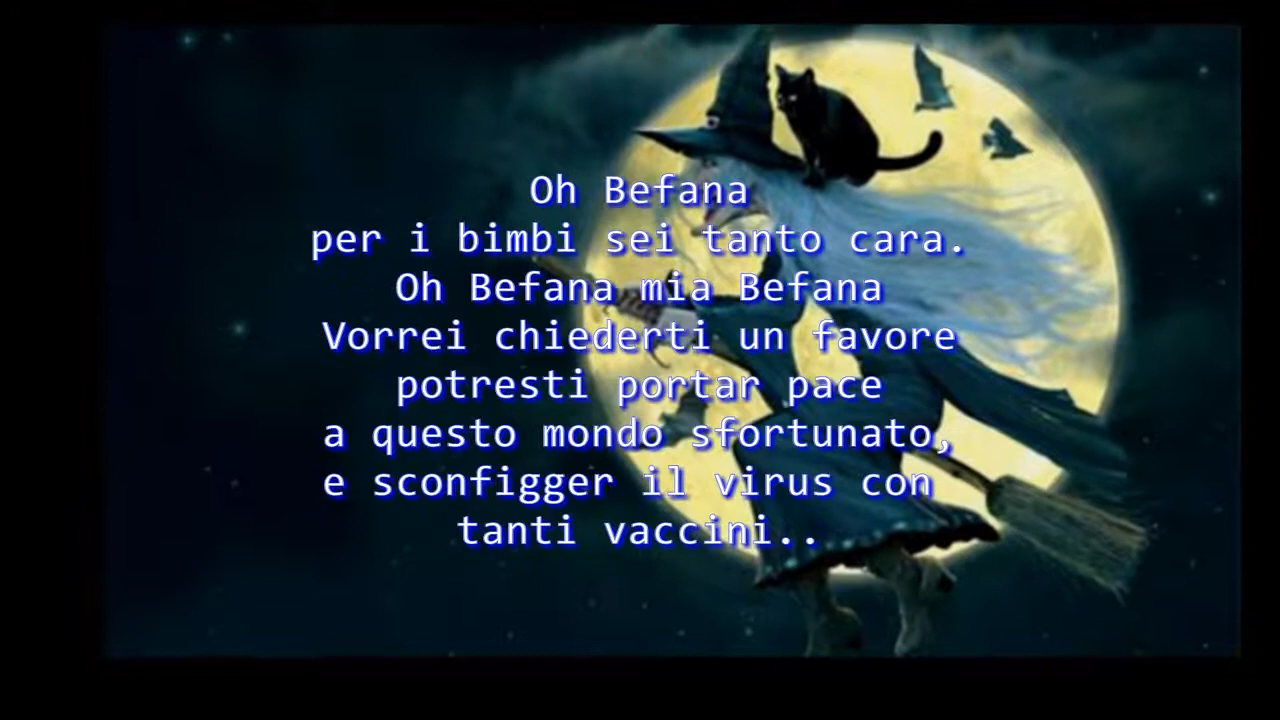 Oh Befana
per i bimbi sei tanto cara.
Oh Befana mia Befana
Vorrei chiederti un favore
potresti portar pace
a questo mondo sfortunato,
e sconfigger il virus con
tanti vaccini..